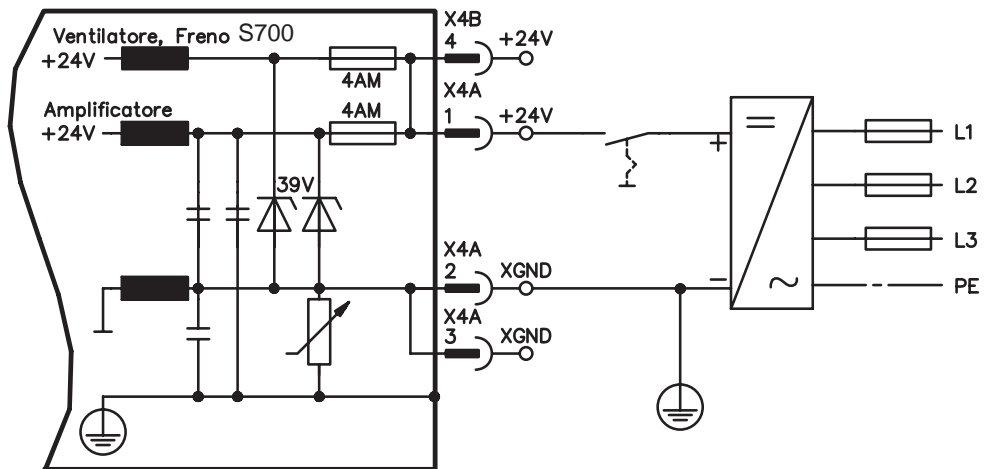 Ventilatore, Freno S700
+24V
4AM
X4B
4
+24V
Amplificatore
+24V
4AM
X4A
1
+24V
39V
X4A
2
XGND
X4A
3
XGND
+
−
L1
L2
L3
PE